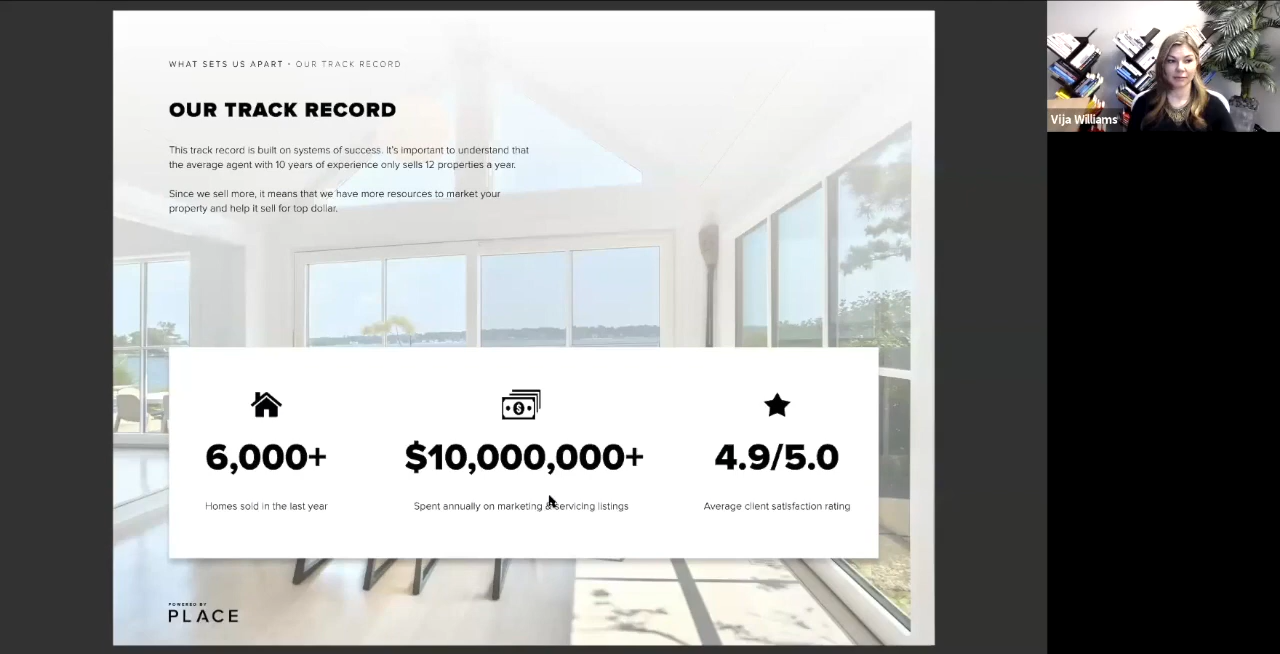 WHAT SETS US APART • OUR TRACK RECORD
OUR TRACK RECORD
This track record is built on systems of success. It's important to understand that
the average agent with 10 years of experience only sells 12 properties a year.
Since we sell more, it means that we have more resources to market your
property and help it sell for top dollar.
6,000+
Homes sold in the last year
$10,000,000+
Spent annually on marketing & servicing listings
4.9/5.0
Average client satisfaction rating
POWERED BY
PLACE
Vija Williams